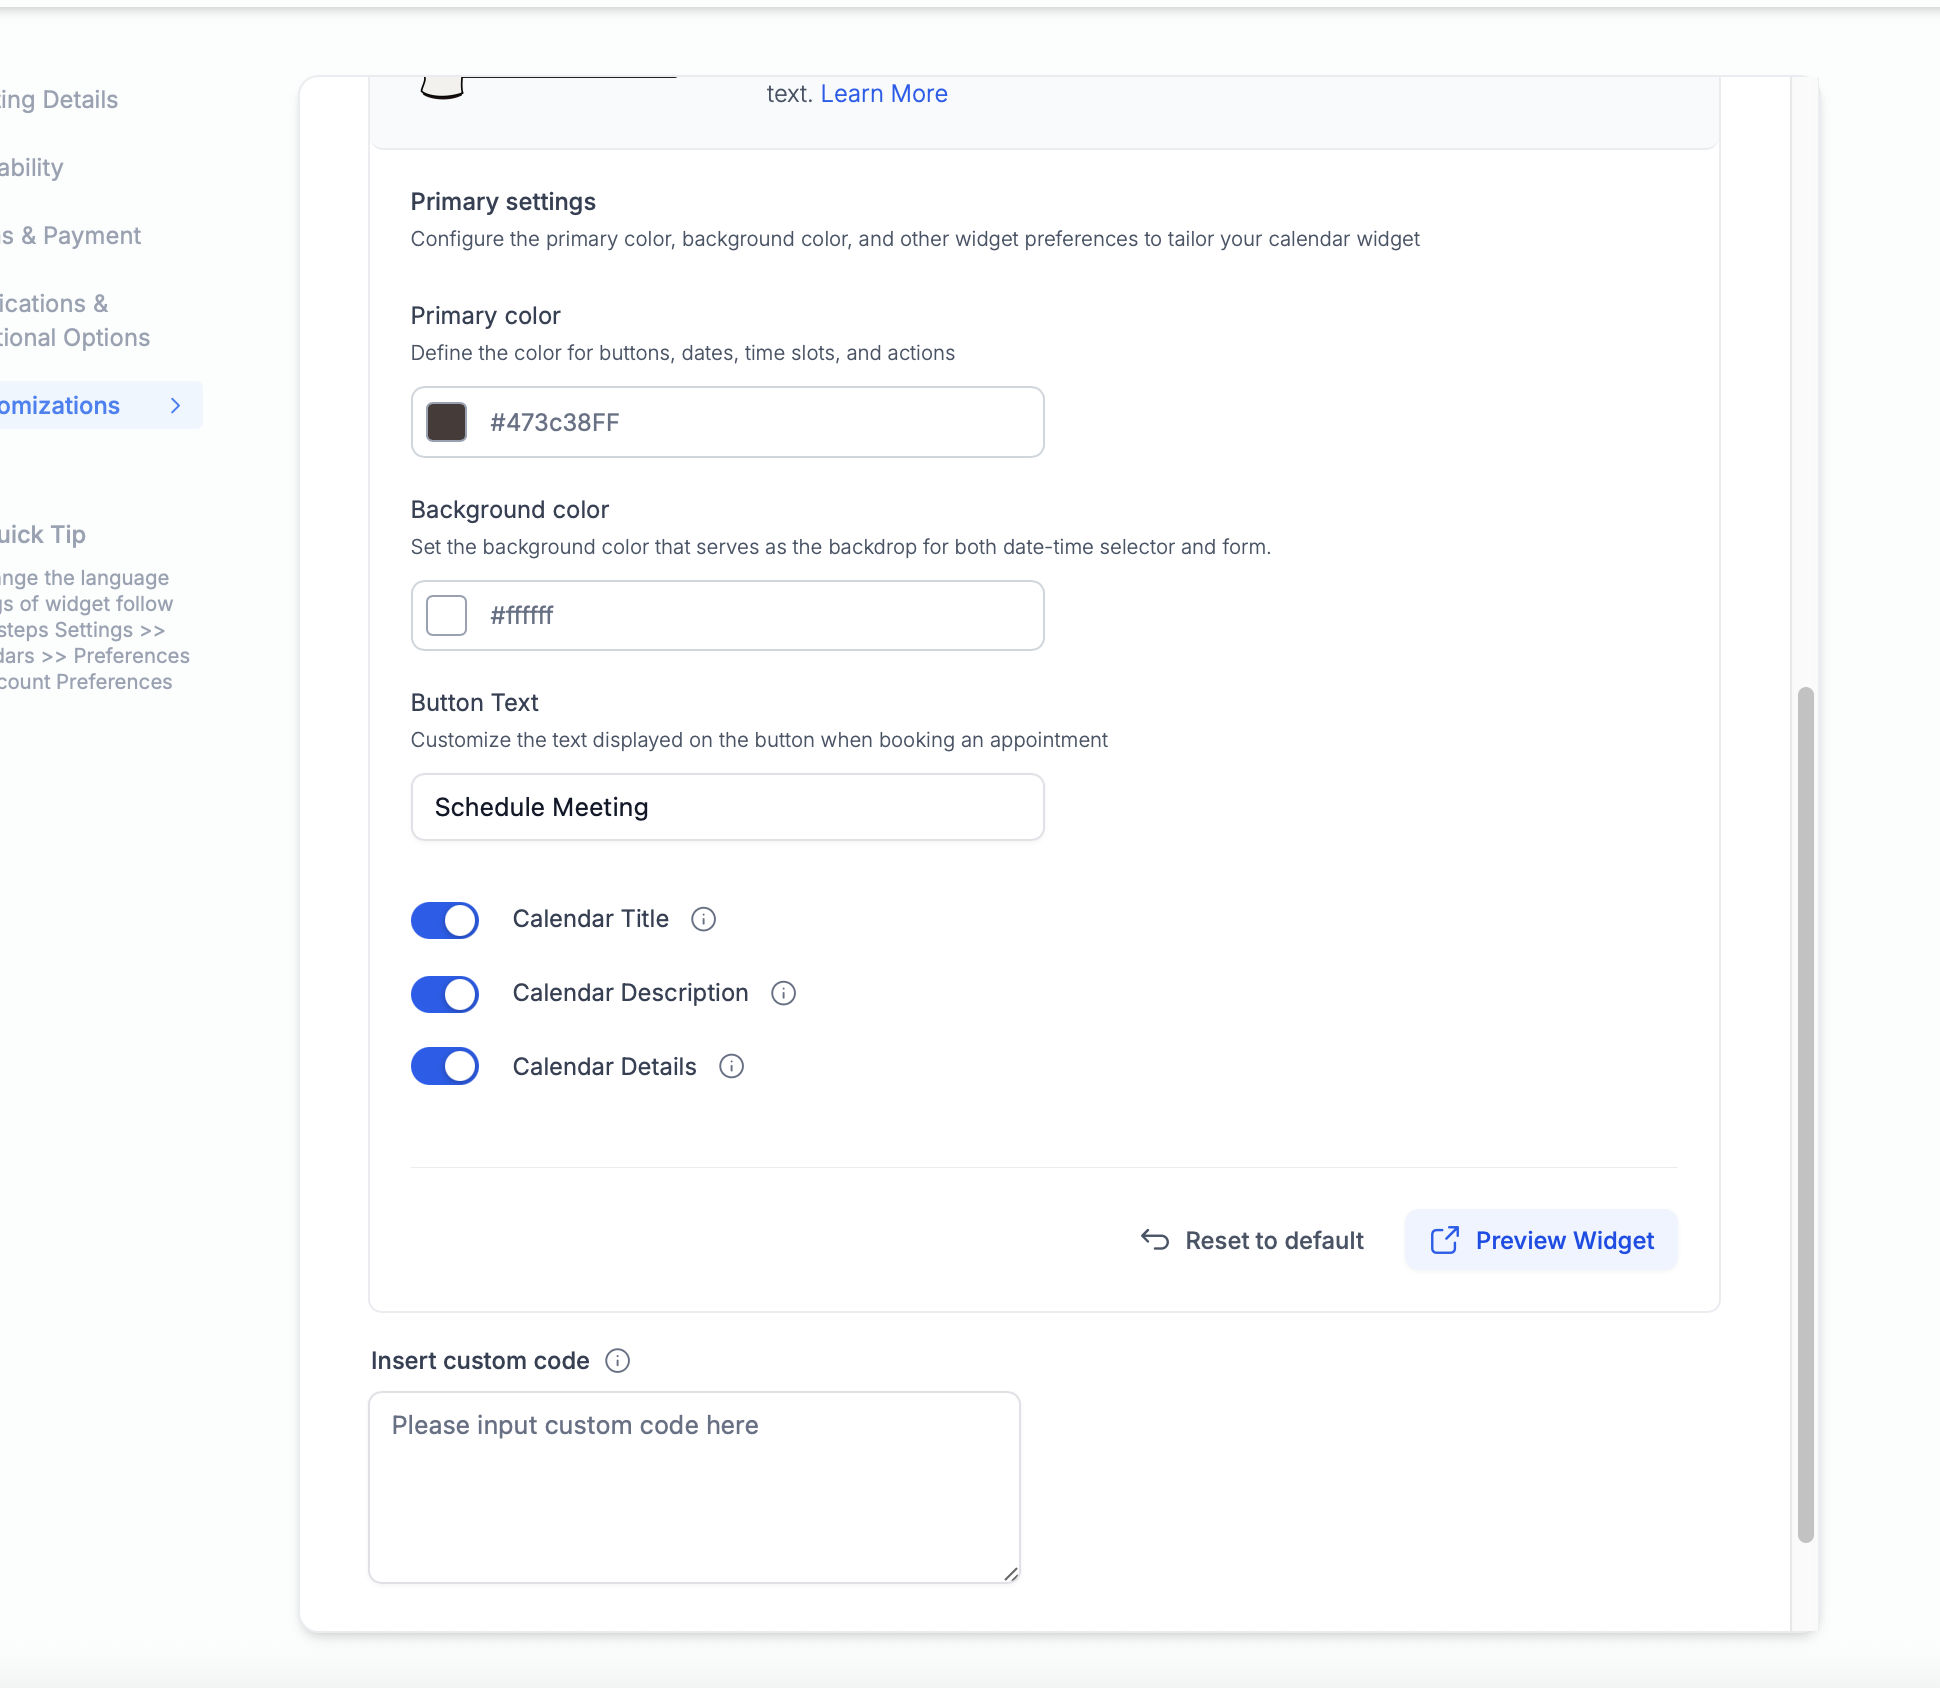 ing Details
ability
s & Payment
ications &
tional Options
omizations
uick Tip
nge the language
gs of widget follow
steps Settings >>
dars >> Preferences
count Preferences
text. Learn More
Primary settings
Configure the primary color, background color, and other widget preferences to tailor your calendar widget
Primary color
Define the color for buttons, dates, time slots, and actions
#473c38FF
Background color
Set the background color that serves as the backdrop for both date-time selector and form.
#ffffff
Button Text
Customize the text displayed on the button when booking an appointment
Schedule Meeting
Calendar Title
Calendar Description
Calendar Details
Reset to default
Preview Widget
Insert custom code
Please input custom code here